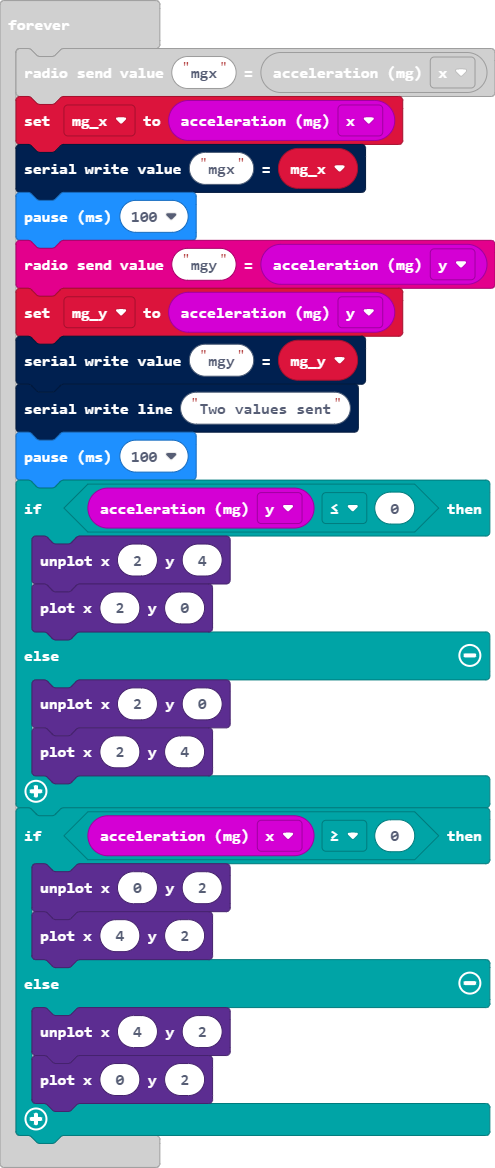 forever
radio send value "mgx" = acceleration (mg) x
set mg_x to acceleration (mg) x
serial write value "mgx" = mg_x
pause (ms) 100
radio send value "mgy" = acceleration (mg) y
set mg_y to acceleration (mg) y
serial write value "mgy" = mg_y
serial write line "Two values sent"
pause (ms) 100
if acceleration (mg) y ≤ 0 then
unplot x 2 y 4
plot x 2 y 0
else
unplot x 2 y 0
plot x 2 y 4
if acceleration (mg) x ≥ 0 then
unplot x 0 y 2
plot x 4 y 2
else
unplot x 4 y 2
plot x 0 y 2